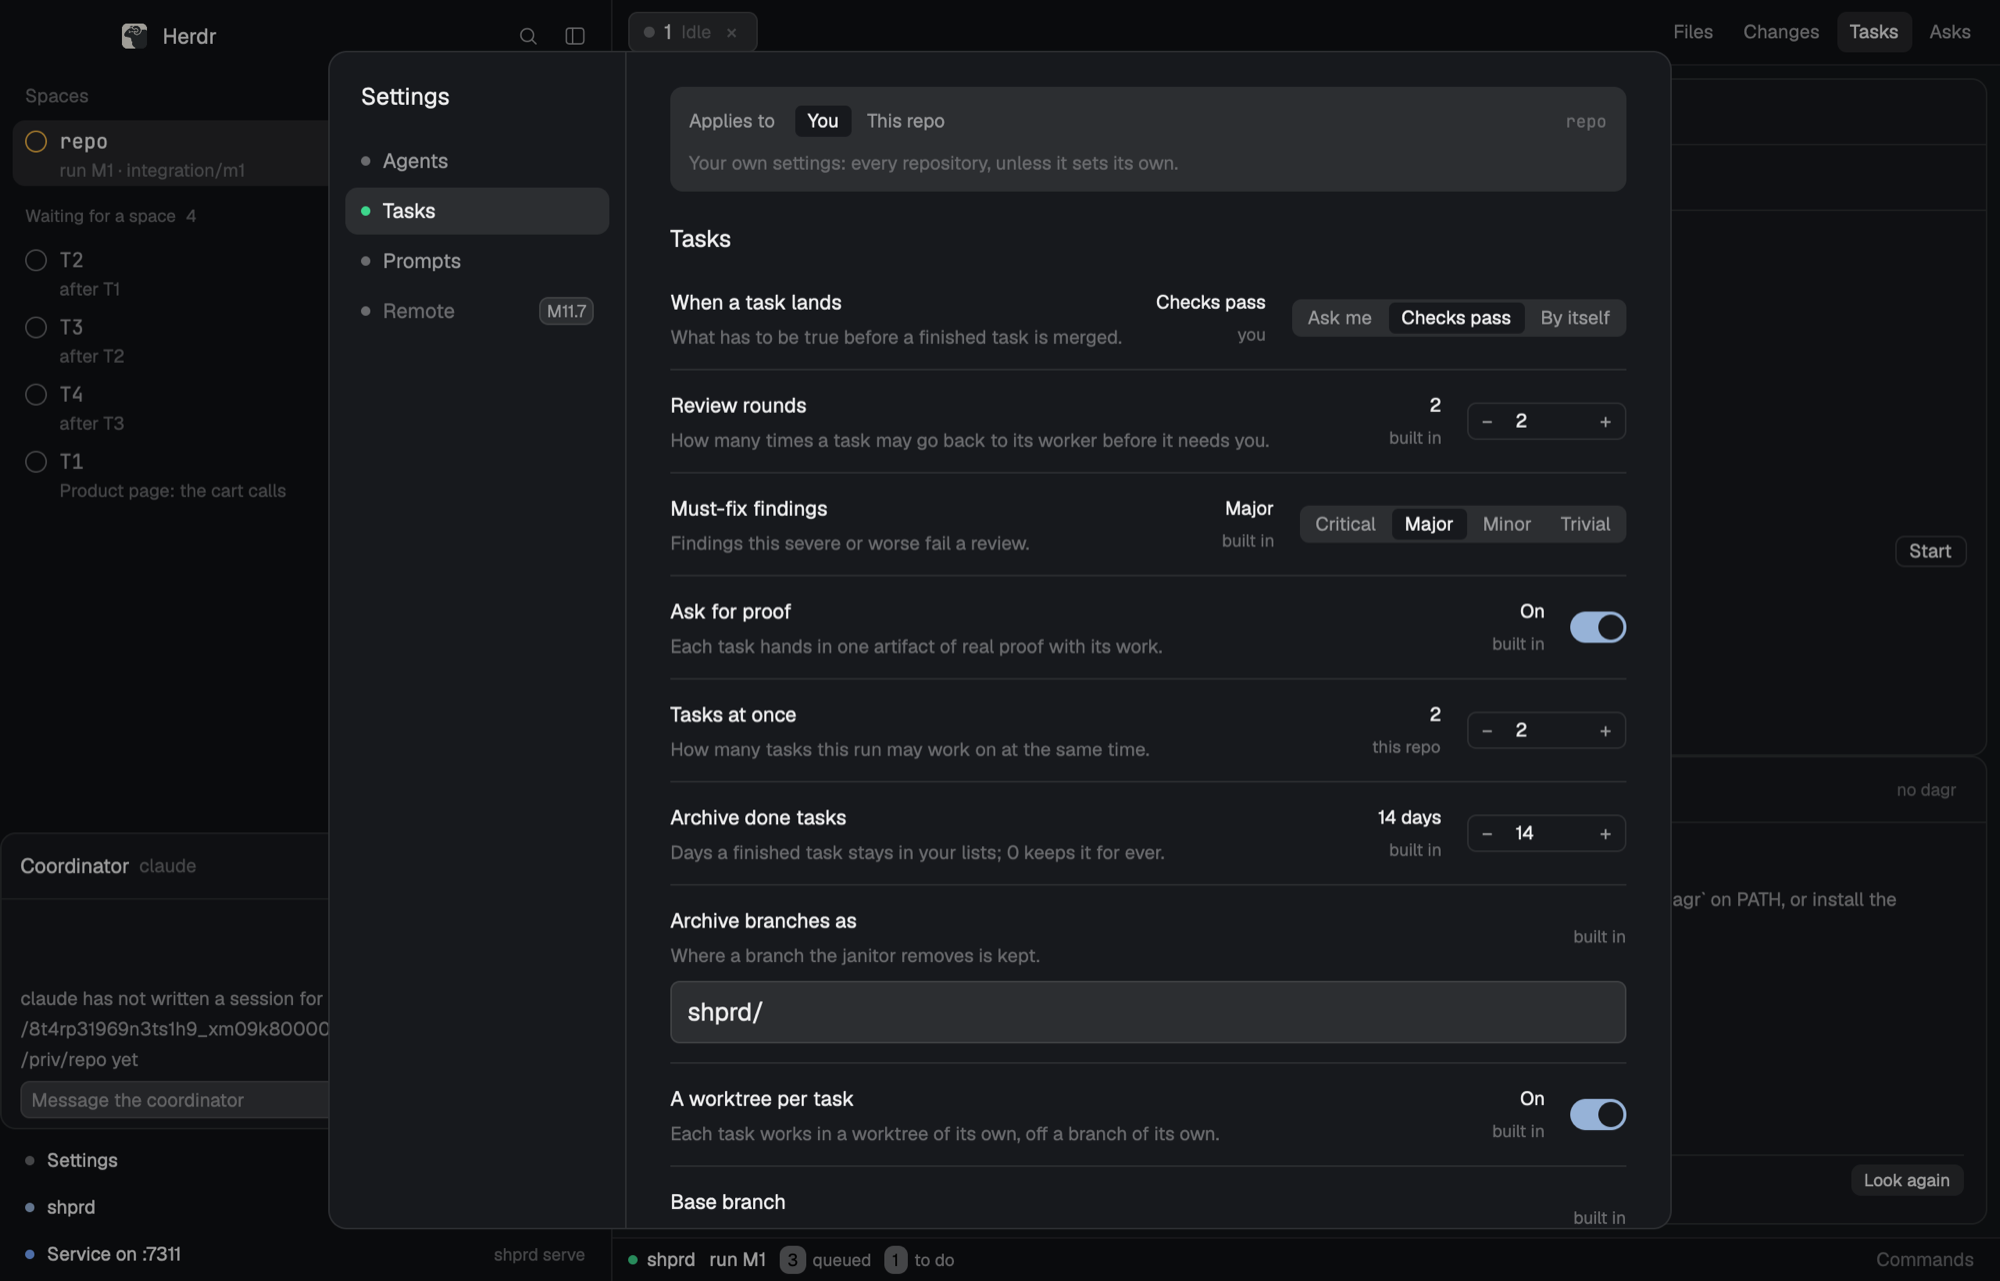 Herdr
1 Idle ×
Files Changes Tasks Asks
Spaces
repo
run M1 · integration/m1
Waiting for a space 4
T2
after T1
T3
after T2
T4
after T3
T1
Product page: the cart calls
Coordinator claude
claude has not written a session for
/8t4rp31969n3ts1h9_xm09k80000
/priv/repo yet
Message the coordinator
Settings
shprd
Service on :7311 shprd serve
Settings
Agents
Tasks
Prompts
Remote M11.7
Applies to You This repo repo
Your own settings: every repository, unless it sets its own.
Tasks
When a task lands
What has to be true before a finished task is merged.
Checks pass
you
Ask me Checks pass By itself
Review rounds
How many times a task may go back to its worker before it needs you.
2
built in
− 2 +
Must-fix findings
Findings this severe or worse fail a review.
Major
built in
Critical Major Minor Trivial
Ask for proof
Each task hands in one artifact of real proof with its work.
On
built in
Tasks at once
How many tasks this run may work on at the same time.
2
this repo
− 2 +
Archive done tasks
Days a finished task stays in your lists; 0 keeps it for ever.
14 days
built in
− 14 +
Archive branches as
Where a branch the janitor removes is kept.
built in
shprd/
A worktree per task
Each task works in a worktree of its own, off a branch of its own.
On
built in
Base branch
built in
Start
no dagr
agr` on PATH, or install the
Look again
shprd run M1 3 queued 1 to do
Commands